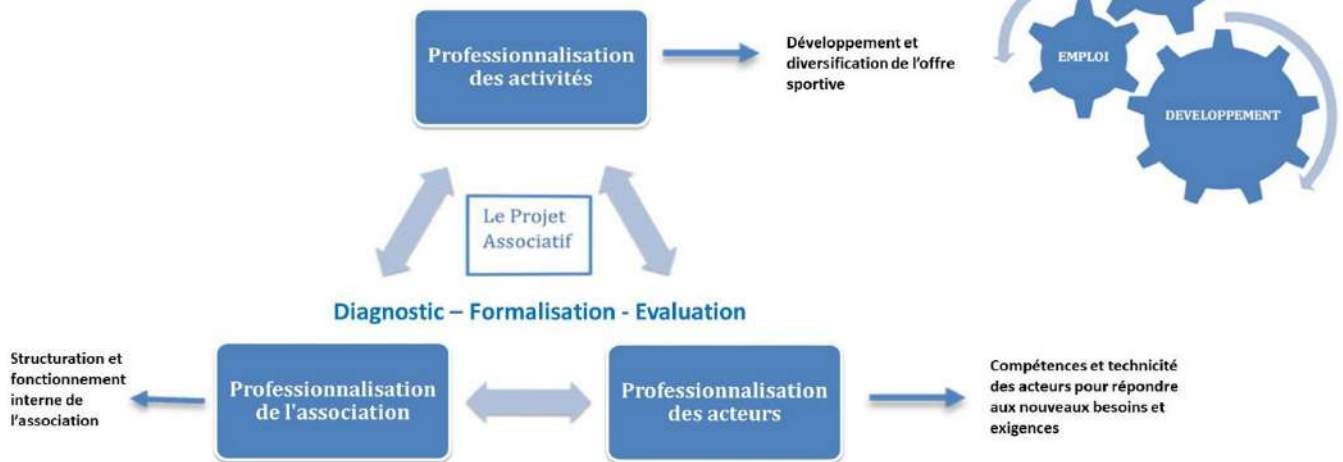 Professionnalisation
des activités
Développement et
diversification de l'offre
sportive
EMPLOI
DEVELOPPEMENT
Le Projet
Associatif
Diagnostic – Formalisation - Evaluation
Structuration et
fonctionnement
interne de
l'association
Professionnalisation
de l'association
Professionnalisation
des acteurs
Compétences et technicité
des acteurs pour répondre
aux nouveaux besoins et
exigences